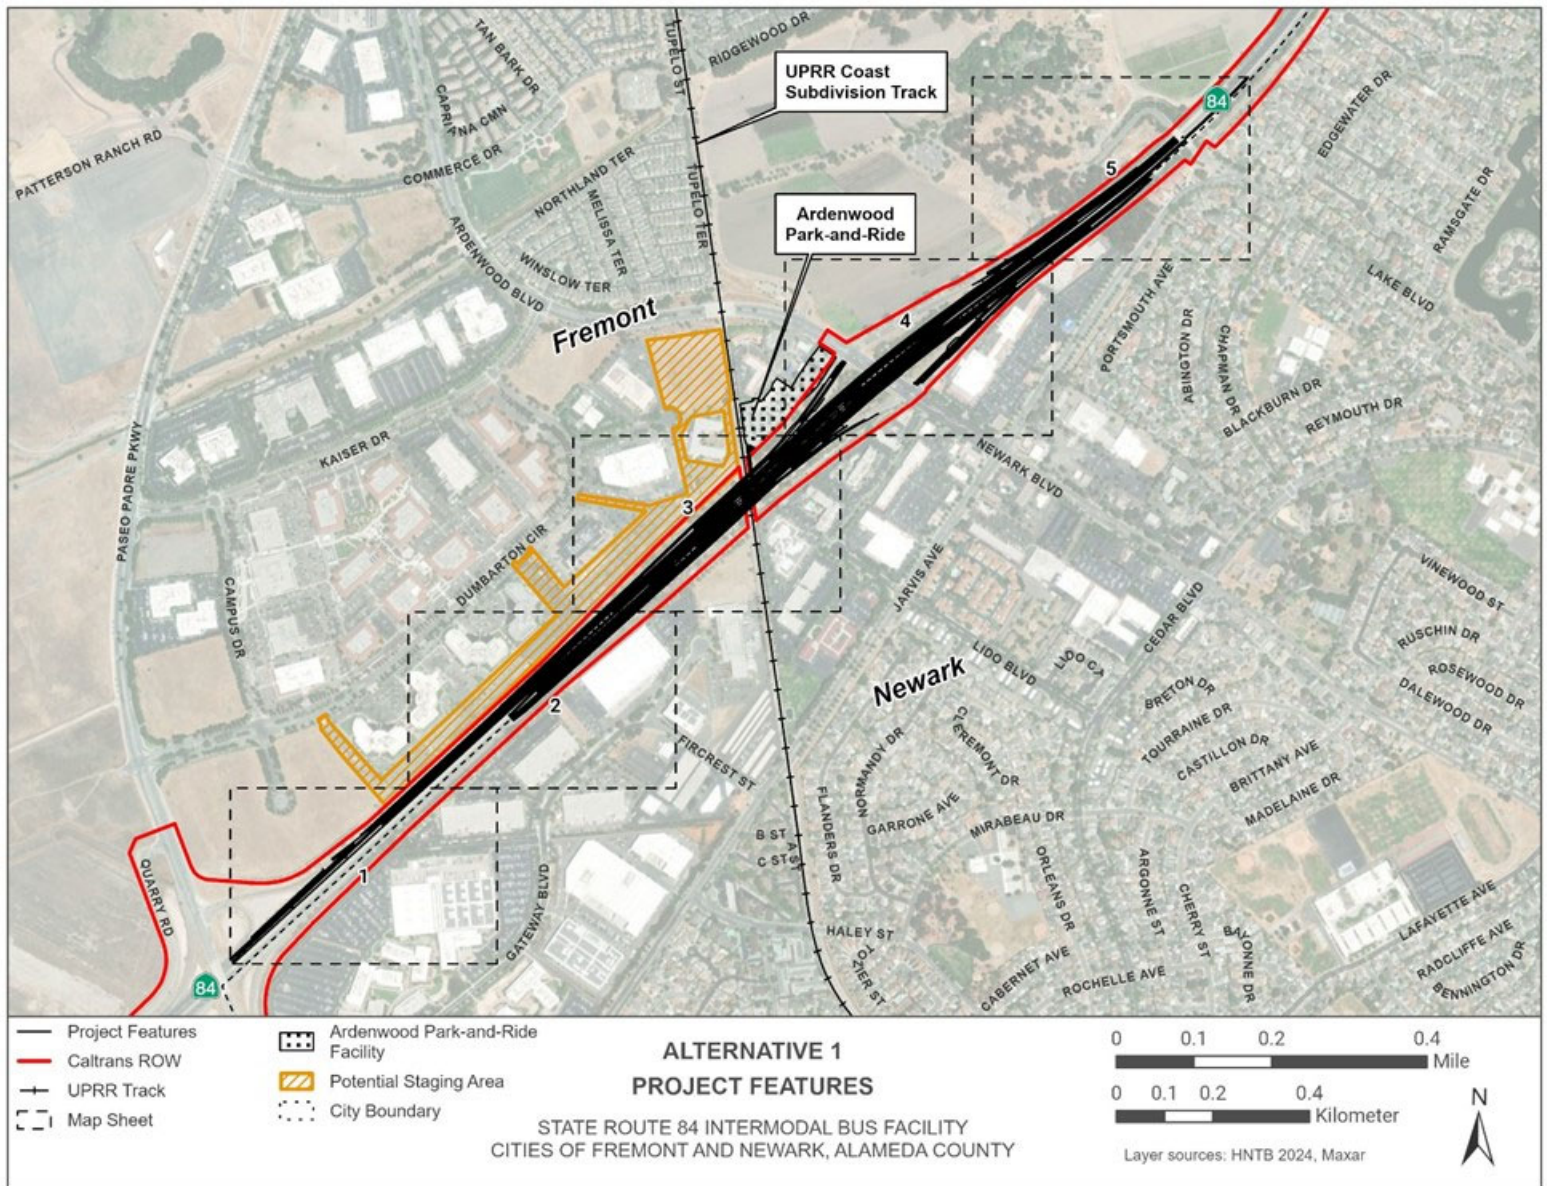 TAN BARK DR
TUPELO ST
RIDGEWOOD DR
UPRR Coast
Subdivision Track
84
EDGEWATER DR
CAPRI
NA CMN
PATTERSON RANCH RD
COMMERCE DR
NORTHLAND TER
MELISSA TER
TUPELO TER
5
RAMSGATE DR
Ardenwood
Park-and-Ride
ARDENWOOD BLVD
WINSLOW TER
LAKE BLVD
PORTSMOUTH AVE
Fremont
4
ABINGTON DR
CHAPMAN DR
BLACKBURN DR
REYMOUTH DR
PASEO PADRE PKWY
KAISER DR
NEWARK BLVD
3
DUMBARTON CIR
JARVIS AVE
VINEWOOD ST
CAMPUS DR
CEDAR BLVD
RUSCHIN DR
LIDO BLVD
LIDO
ROSEWOOD DR
Newark
BRETON DR
DALEWOOD DR
2
TOURRAINE DR
CASTILLON DR
CLEREMONT DR
NORMANDY DR
FIRCREST ST
BRITTANY AVE
MADELAINE DR
FLANDERS DR
GARRONE AVE
MIRABEAU DR
B ST
A ST
C ST
QUARRY RD
1
GATEWAY BLVD
ORLEANS DR
ARGONNE ST
CHERRY ST
LAFAYETTE AVE
HALEY ST
BAYONNE DR
RADCLIFFE AVE
TOZIER ST
CABERNET AVE
ROCHELLE AVE
BENNINGTON DR
84
Project Features
Caltrans ROW
UPRR Track
Map Sheet
Ardenwood Park-and-Ride
Facility
Potential Staging Area
City Boundary
ALTERNATIVE 1
PROJECT FEATURES
STATE ROUTE 84 INTERMODAL BUS FACILITY
CITIES OF FREMONT AND NEWARK, ALAMEDA COUNTY
0 0.1 0.2 0.4
Mile
0 0.1 0.2 0.4
Kilometer
Layer sources: HNTB 2024, Maxar
N